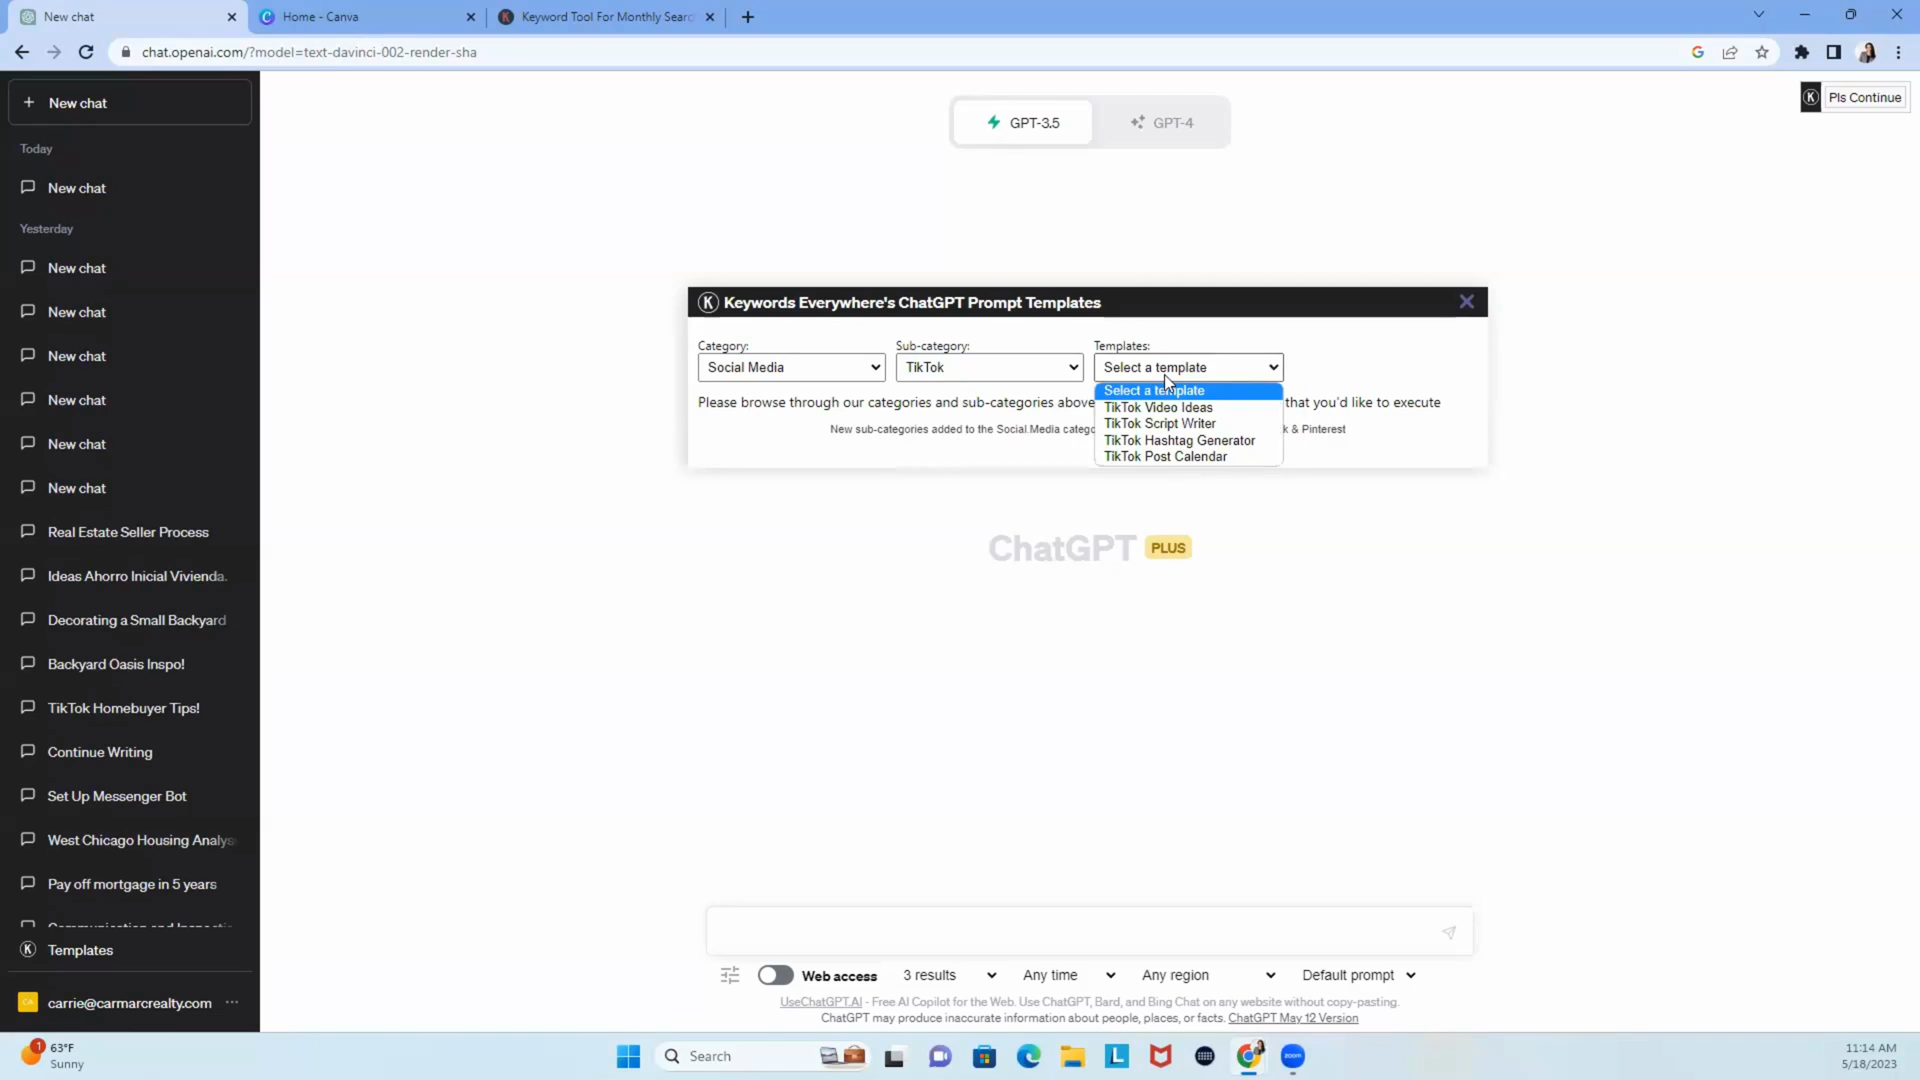 New chat
Home - Canva
Keyword Tool For Monthly Searc
chat.openai.com/?model=text-davinci-002-render-sha
New chat
Pls Continue
GPT-3.5
GPT-4
Today
New chat
Yesterday
New chat
New chat
New chat
New chat
New chat
New chat
Real Estate Seller Process
Ideas Ahorro Inicial Vivienda.
Decorating a Small Backyard
Backyard Oasis Inspo!
TikTok Homebuyer Tips!
Continue Writing
Set Up Messenger Bot
West Chicago Housing Analys
Pay off mortgage in 5 years
Templates
carrie@carmarcrealty.com
Keywords Everywhere's ChatGPT Prompt Templates
Category:
Sub-category:
Templates:
Social Media
TikTok
Select a template
Select a template
TikTok Video Ideas
TikTok Script Writer
TikTok Hashtag Generator
TikTok Post Calendar
Please browse through our categories and sub-categories above that you'd like to execute
New sub-categories added to the Social Media catego k & Pinterest
ChatGPT PLUS
Web access
3 results
Any time
Any region
Default prompt
UseChatGPT.AI - Free AI Copilot for the Web. Use ChatGPT, Bard, and Bing Chat on any website without copy-pasting.
ChatGPT may produce inaccurate information about people, places, or facts. ChatGPT May 12 Version
1
63°F
Sunny
Search
zoom
11:14 AM
5/18/2023